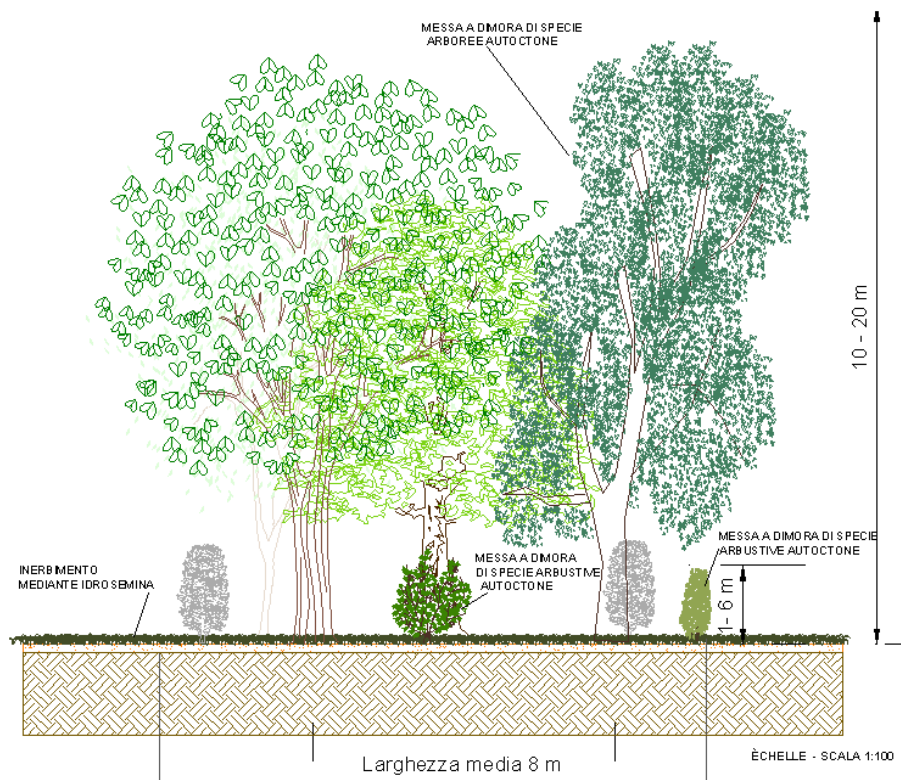 MESSA A DIMORA DI SPECIE
ARBOREE AUTOCTONE
10 - 20 m
MESSA A DIMORA DI SPECIE
ARBUSTIVE AUTOCTONE
MESSA A DIMORA
DI SPECIE ARBUSTIVE
AUTOCTONE
INERBIMENTO
MEDIANTE IDROSEMINA
1- 6 m
Larghezza media 8 m
ÈCHELLE - SCALA 1:100